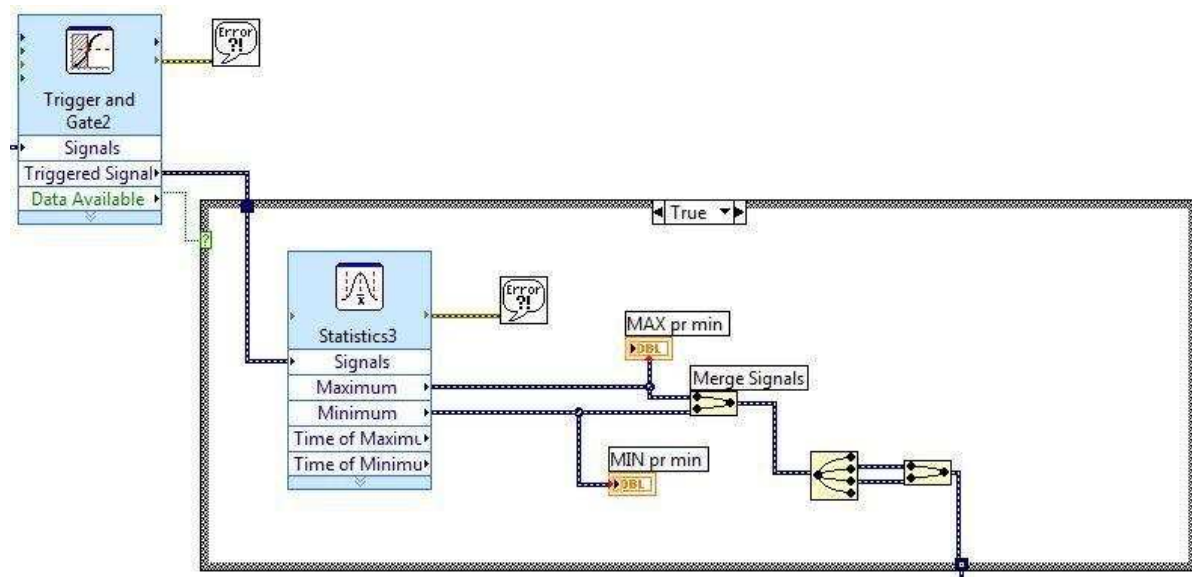 Error
?!
Trigger and
Gate2
Signals
Triggered Signal
Data Available
?
True
Error
?!
Statistics3
Signals
Maximum
Minimum
Time of Maximu
Time of Minimu
MAX pr min
DBL
Merge Signals
MIN pr min
DBL